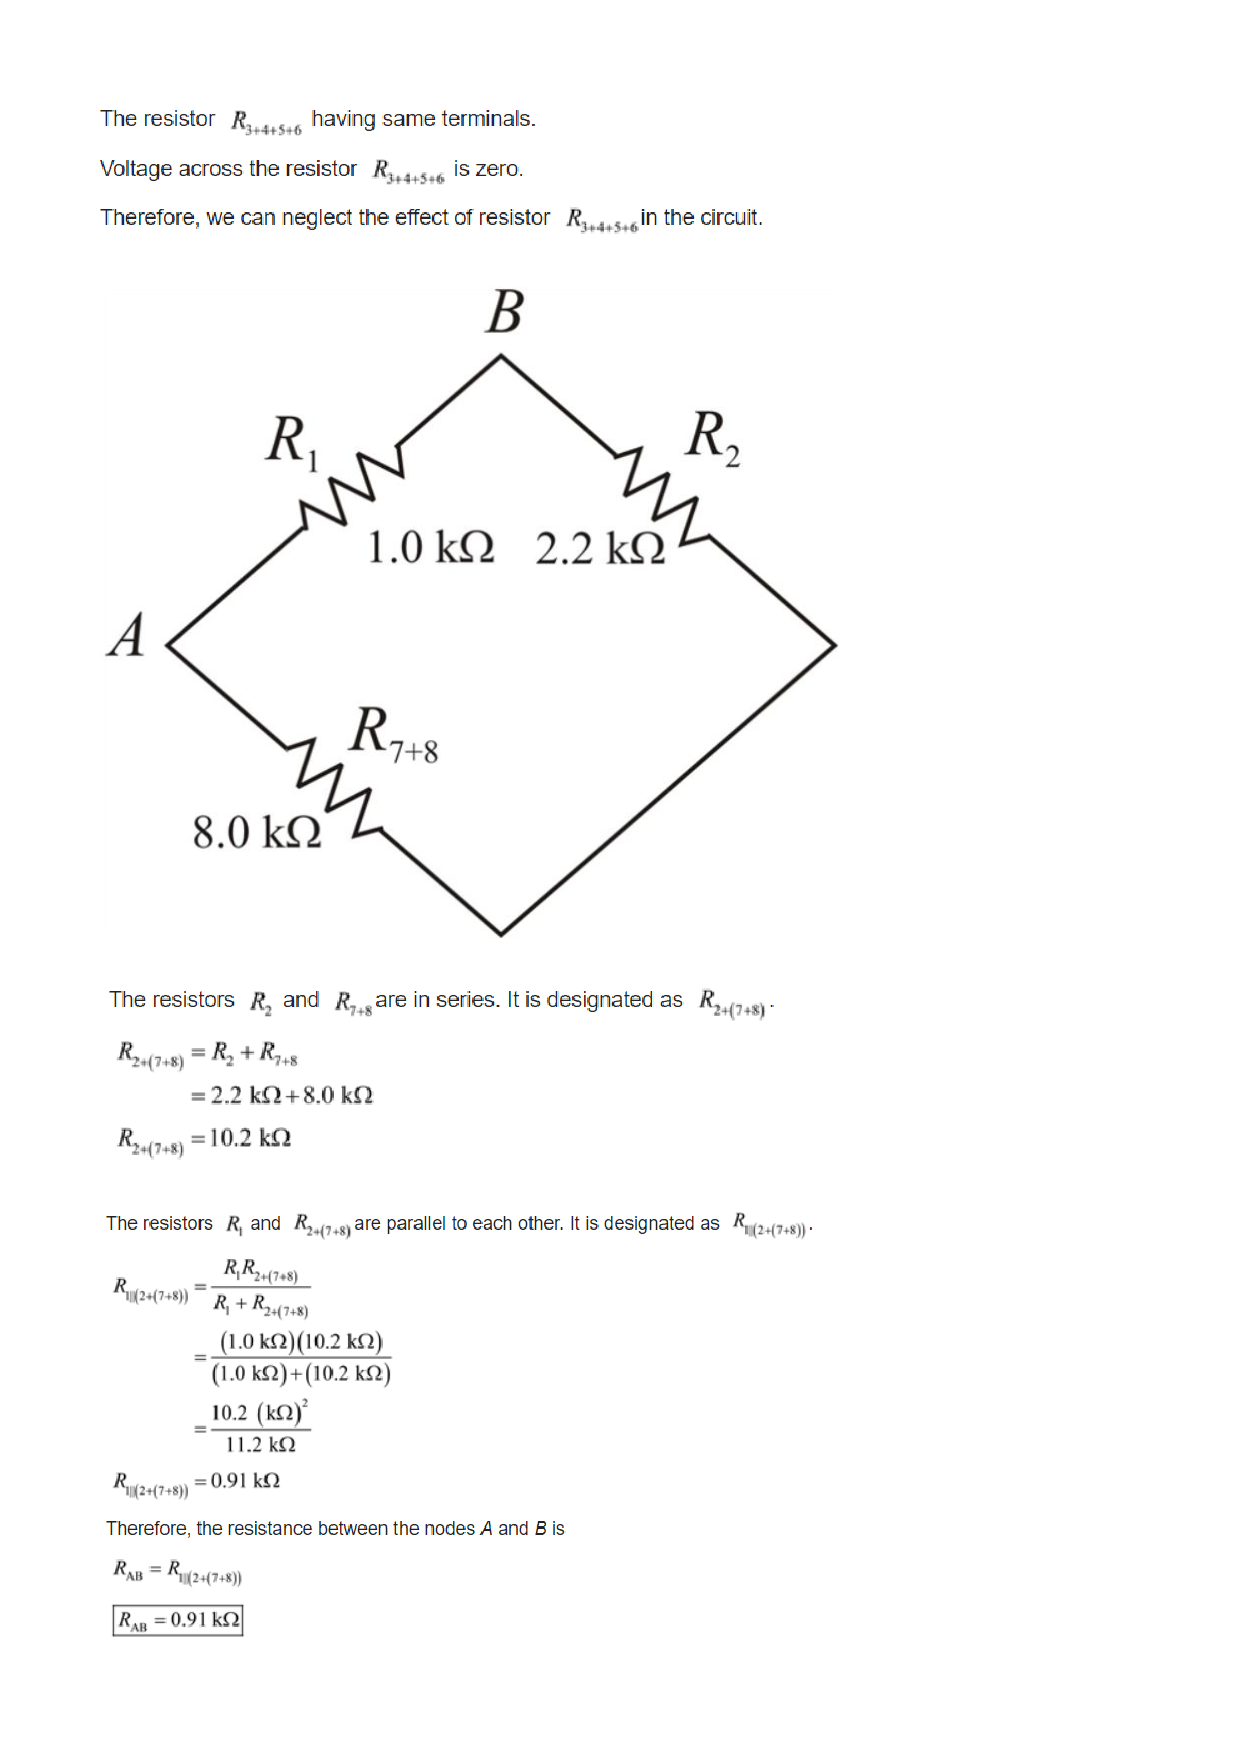 The resistor R3+4+5+6 having same terminals.
Voltage across the resistor R3+4+5+6 is zero.
Therefore, we can neglect the effect of resistor R3+4+5+6 in the circuit.
B
R1
R2
1.0 kΩ 2.2 kΩ
A
R7+8
8.0 kΩ
The resistors R2 and R7+8 are in series. It is designated as R2+(7+8).
R2+(7+8) = R2 + R7+8
= 2.2 kΩ + 8.0 kΩ
R2+(7+8) = 10.2 kΩ
The resistors R1 and R2+(7+8) are parallel to each other. It is designated as R1||(2+(7+8)).
R1||(2+(7+8)) = R1R2+(7+8) / R1 + R2+(7+8)
= (1.0 kΩ)(10.2 kΩ) / (1.0 kΩ)+(10.2 kΩ)
= 10.2 (kΩ)² / 11.2 kΩ
R1||(2+(7+8)) = 0.91 kΩ
Therefore, the resistance between the nodes A and B is
RAB = R1||(2+(7+8))
RAB = 0.91 kΩ